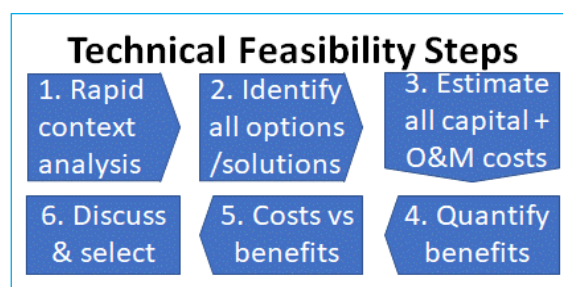 Technical Feasibility Steps
1. Rapid
context
analysis
2. Identify
all options
/solutions
3. Estimate
all capital +
O&M costs
4. Quantify
benefits
5. Costs vs
benefits
6. Discuss
& select